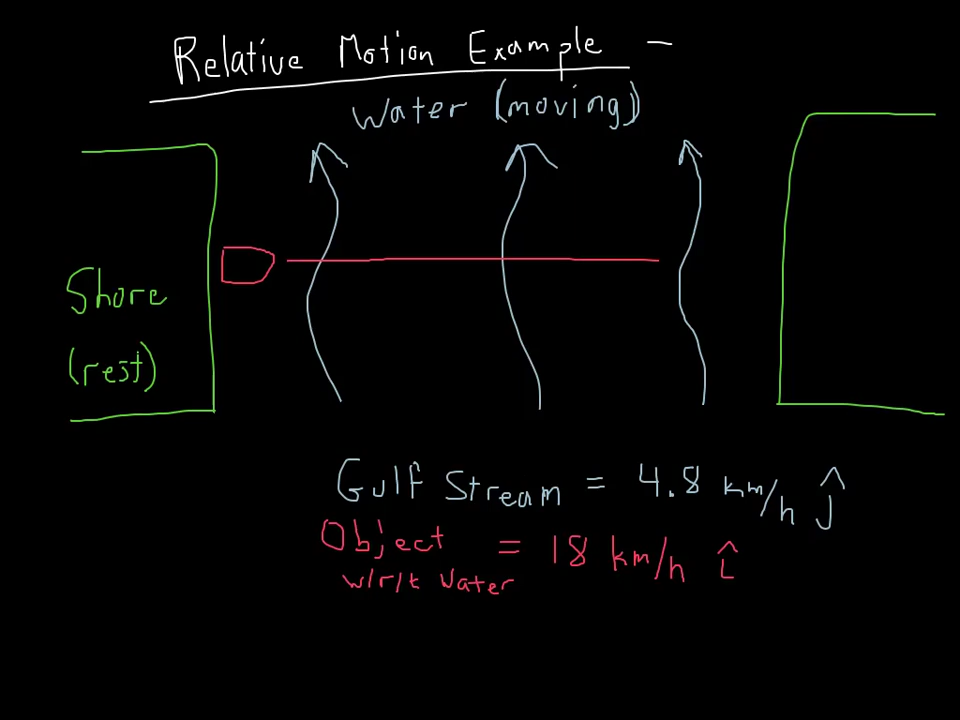 Relative Motion Example –
Water (moving)
Shore
(rest)
Gulf Stream = 4.8 km/h ĵ
Object = 18 km/h î
w/r/t Water